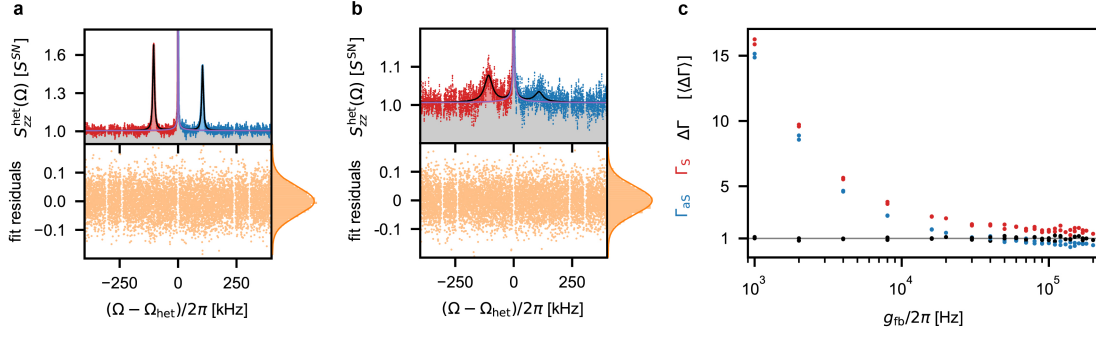 a
b
c
S_zz^het(Ω) [S^SN]
1.6
1.3
1.0
fit residuals
0.1
0.0
-0.1
−250
0
250
(Ω − Ω_het)/2π [kHz]
S_zz^het(Ω) [S^SN]
1.1
1.0
fit residuals
0.1
0.0
-0.1
−250
0
250
(Ω − Ω_het)/2π [kHz]
Γ_as Γ_S ΔΓ [⟨ΔΓ⟩]
15
10
5
1
10^3
10^4
10^5
g_fb/2π [Hz]